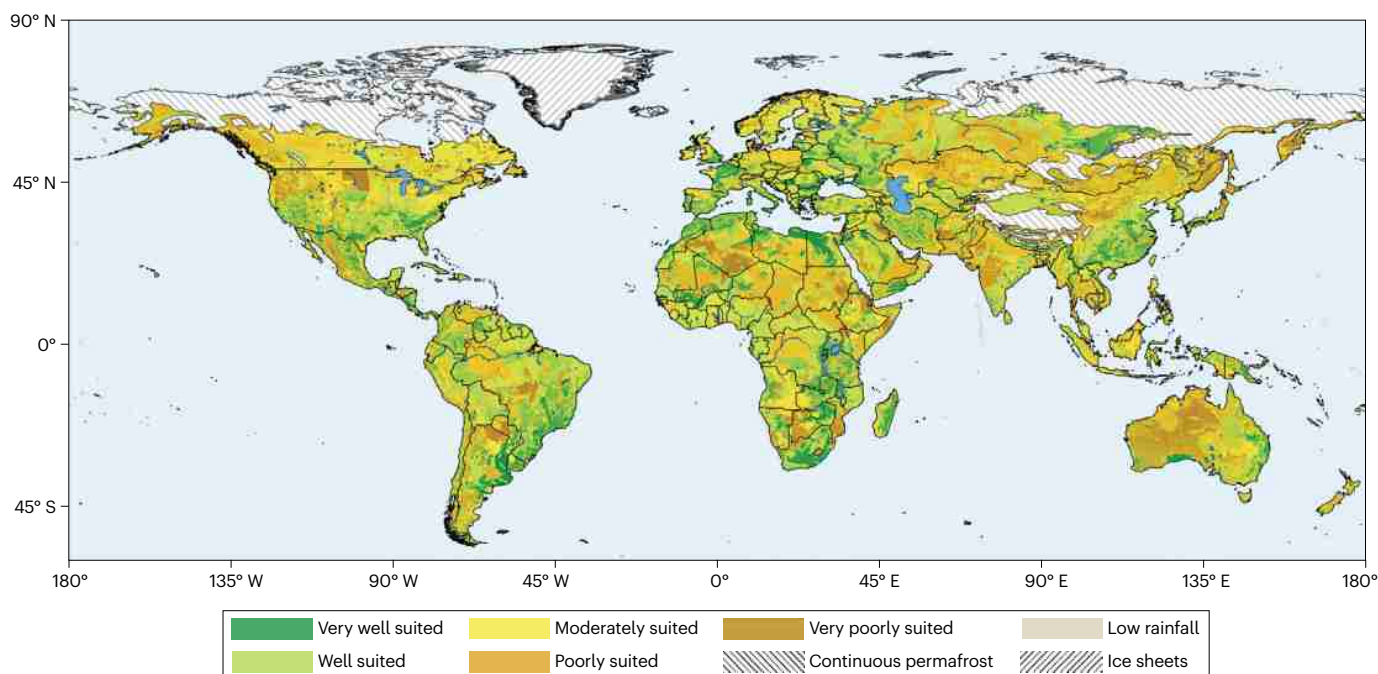 90° N
45° N
0°
45° S
180° 135° W 90° W 45° W 0° 45° E 90° E 135° E 180°
Very well suited Moderately suited Very poorly suited Low rainfall
Well suited Poorly suited Continuous permafrost Ice sheets